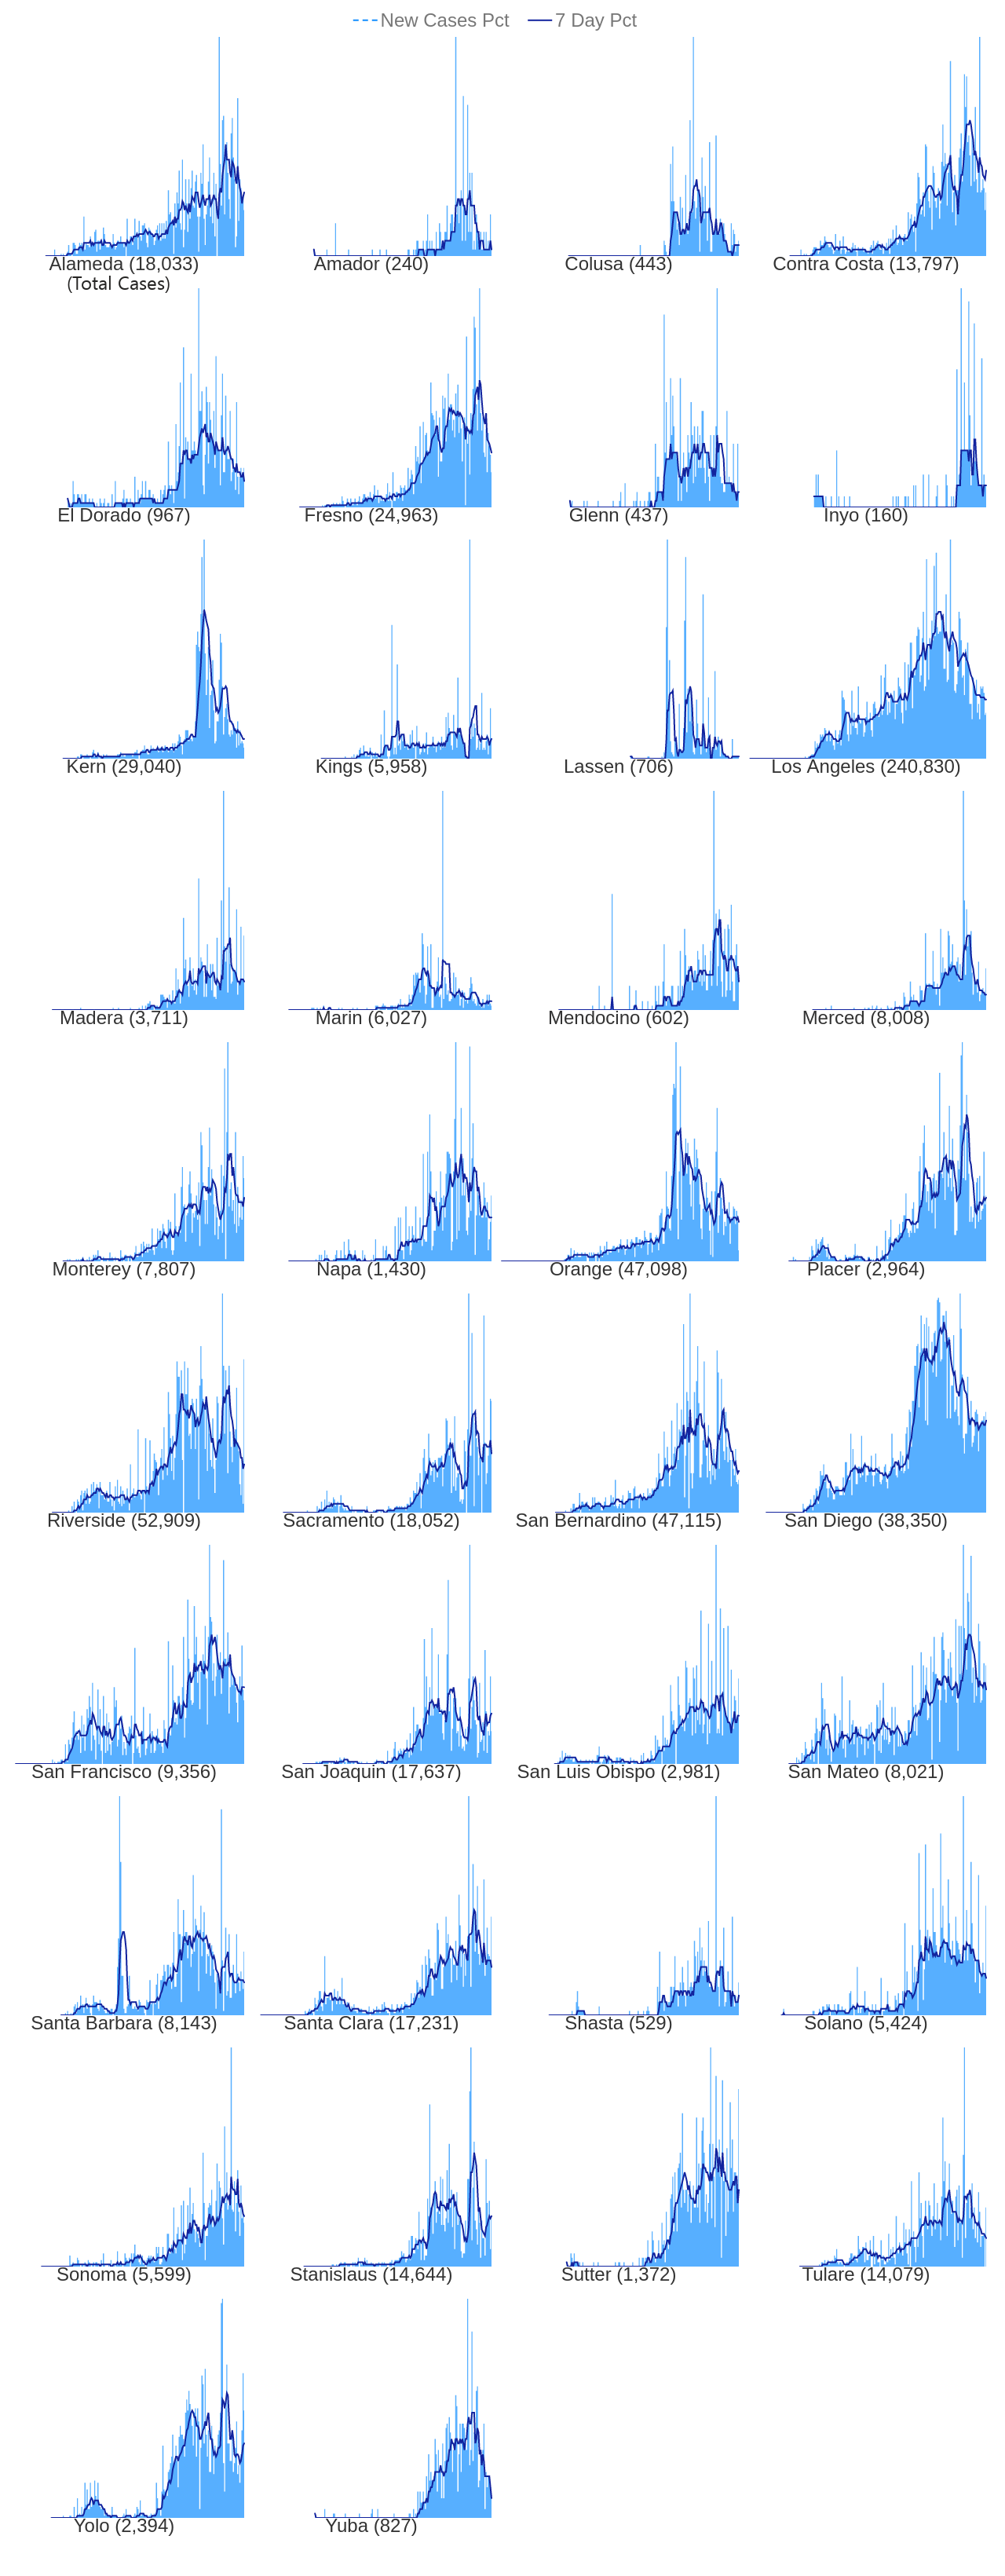 New Cases Pct 7 Day Pct
Alameda (18,033) Amador (240) Colusa (443) Contra Costa (13,797)
(Total Cases)
El Dorado (967) Fresno (24,963) Glenn (437) Inyo (160)
Kern (29,040) Kings (5,958) Lassen (706) Los Angeles (240,830)
Madera (3,711) Marin (6,027) Mendocino (602) Merced (8,008)
Monterey (7,807) Napa (1,430) Orange (47,098) Placer (2,964)
Riverside (52,909) Sacramento (18,052) San Bernardino (47,115) San Diego (38,350)
San Francisco (9,356) San Joaquin (17,637) San Luis Obispo (2,981) San Mateo (8,021)
Santa Barbara (8,143) Santa Clara (17,231) Shasta (529) Solano (5,424)
Sonoma (5,599) Stanislaus (14,644) Sutter (1,372) Tulare (14,079)
Yolo (2,394) Yuba (827)